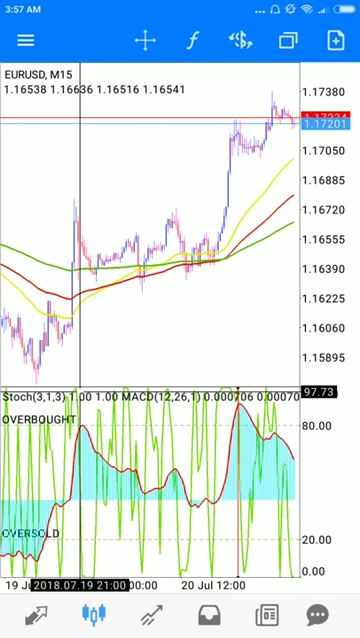 3:57 AM
EURUSD, M15
1.16538 1.16636 1.16516 1.16541
1.17380
1.17201
1.17050
1.16885
1.16720
1.16555
1.16390
1.16225
1.16060
1.15895
97.73
Stoch(3,1,3) 1.00 1.00 MACD(12,26,1) 0.000706 0.00070
OVERBOUGHT
80.00
OVERSOLD
20.00
0.00
19 Ju 2018.07.19 21:00 00:00 20 Jul 12:00